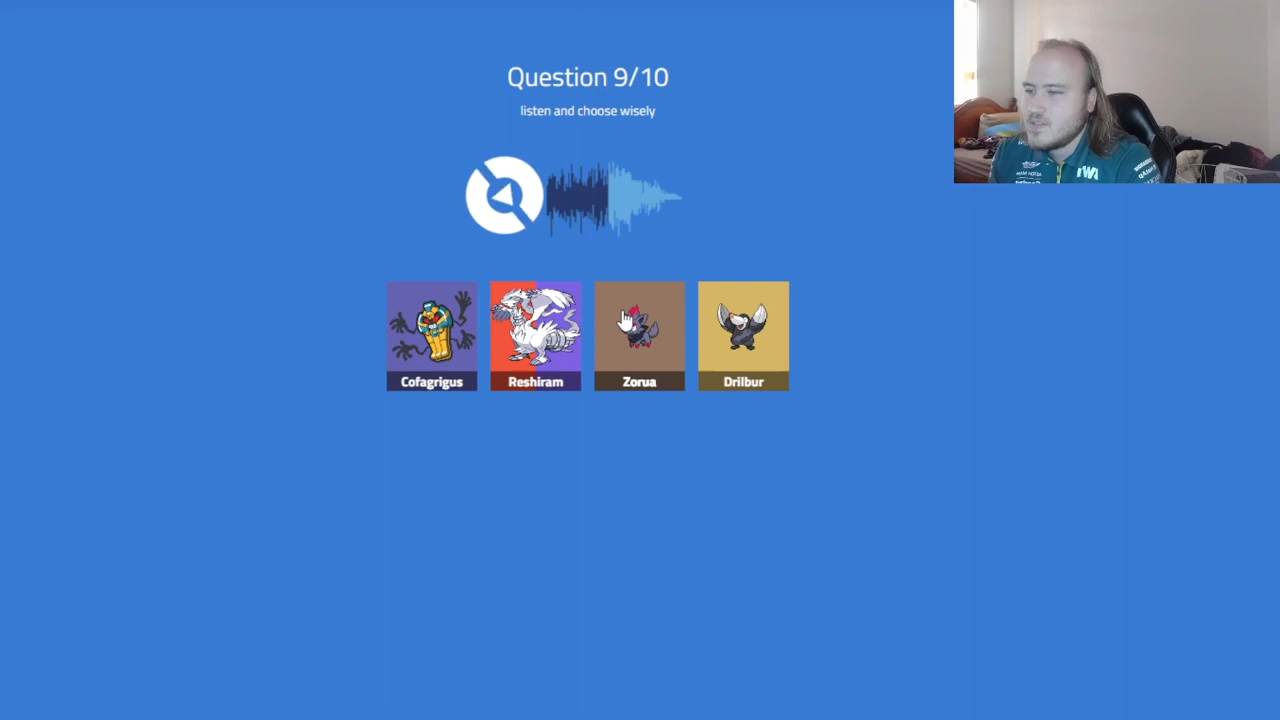 Question 9/10
listen and choose wisely
Cofagrigus
Reshiram
Zorua
Drilbur